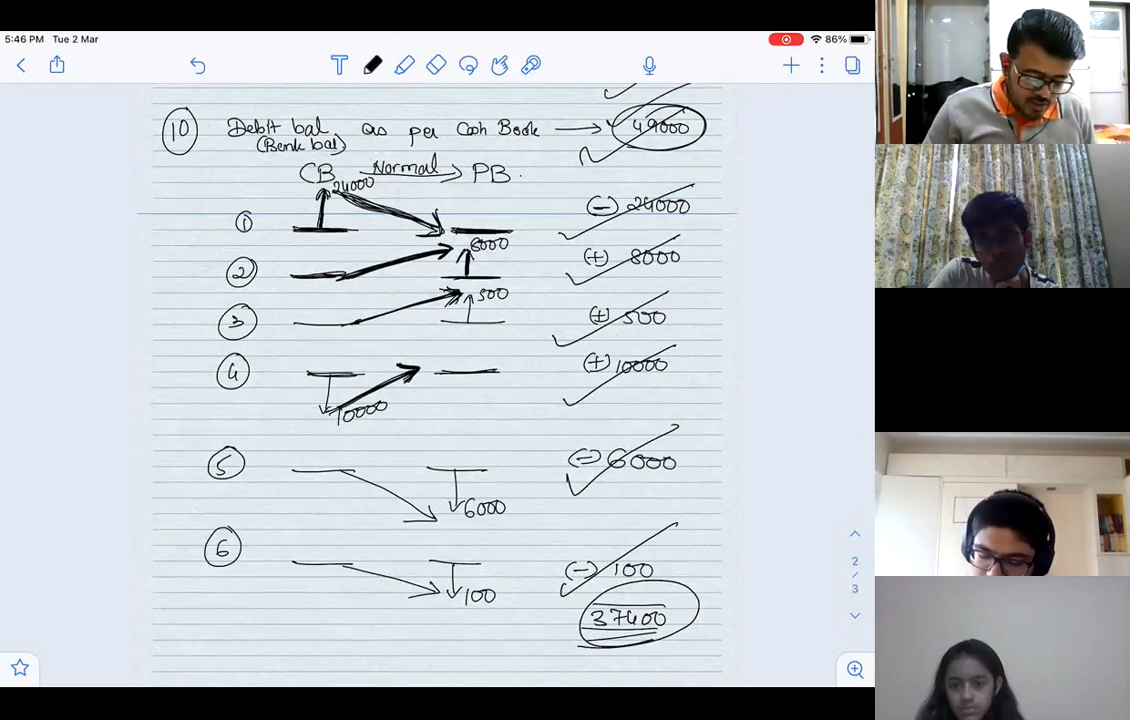 5:46 PM Tue 2 Mar 86%
10 Debit bal as per Cash Book → 49000
(Bank bal)
CB Normal PB.
24000
1 (-) 24000
8000
2 (+) 8000
500
3 (+) 500
4 (+) 10000
10000
5 (-) 6000
6000
6 (-) 100
100
37400
2
/
3